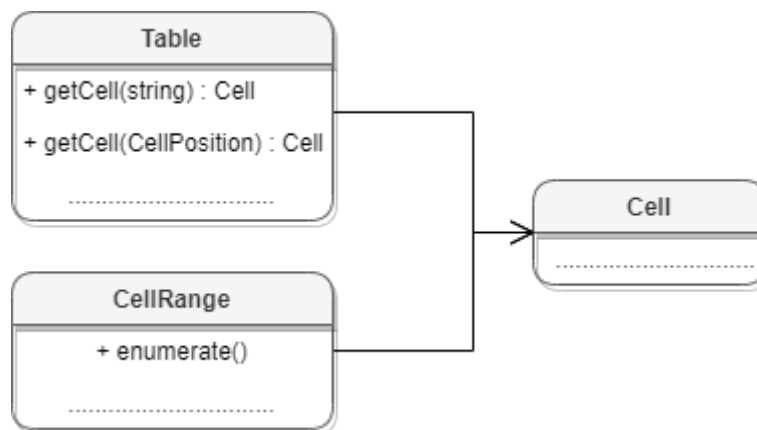 Table
+ getCell(string) : Cell
+ getCell(CellPosition) : Cell
Cell
CellRange
+ enumerate()